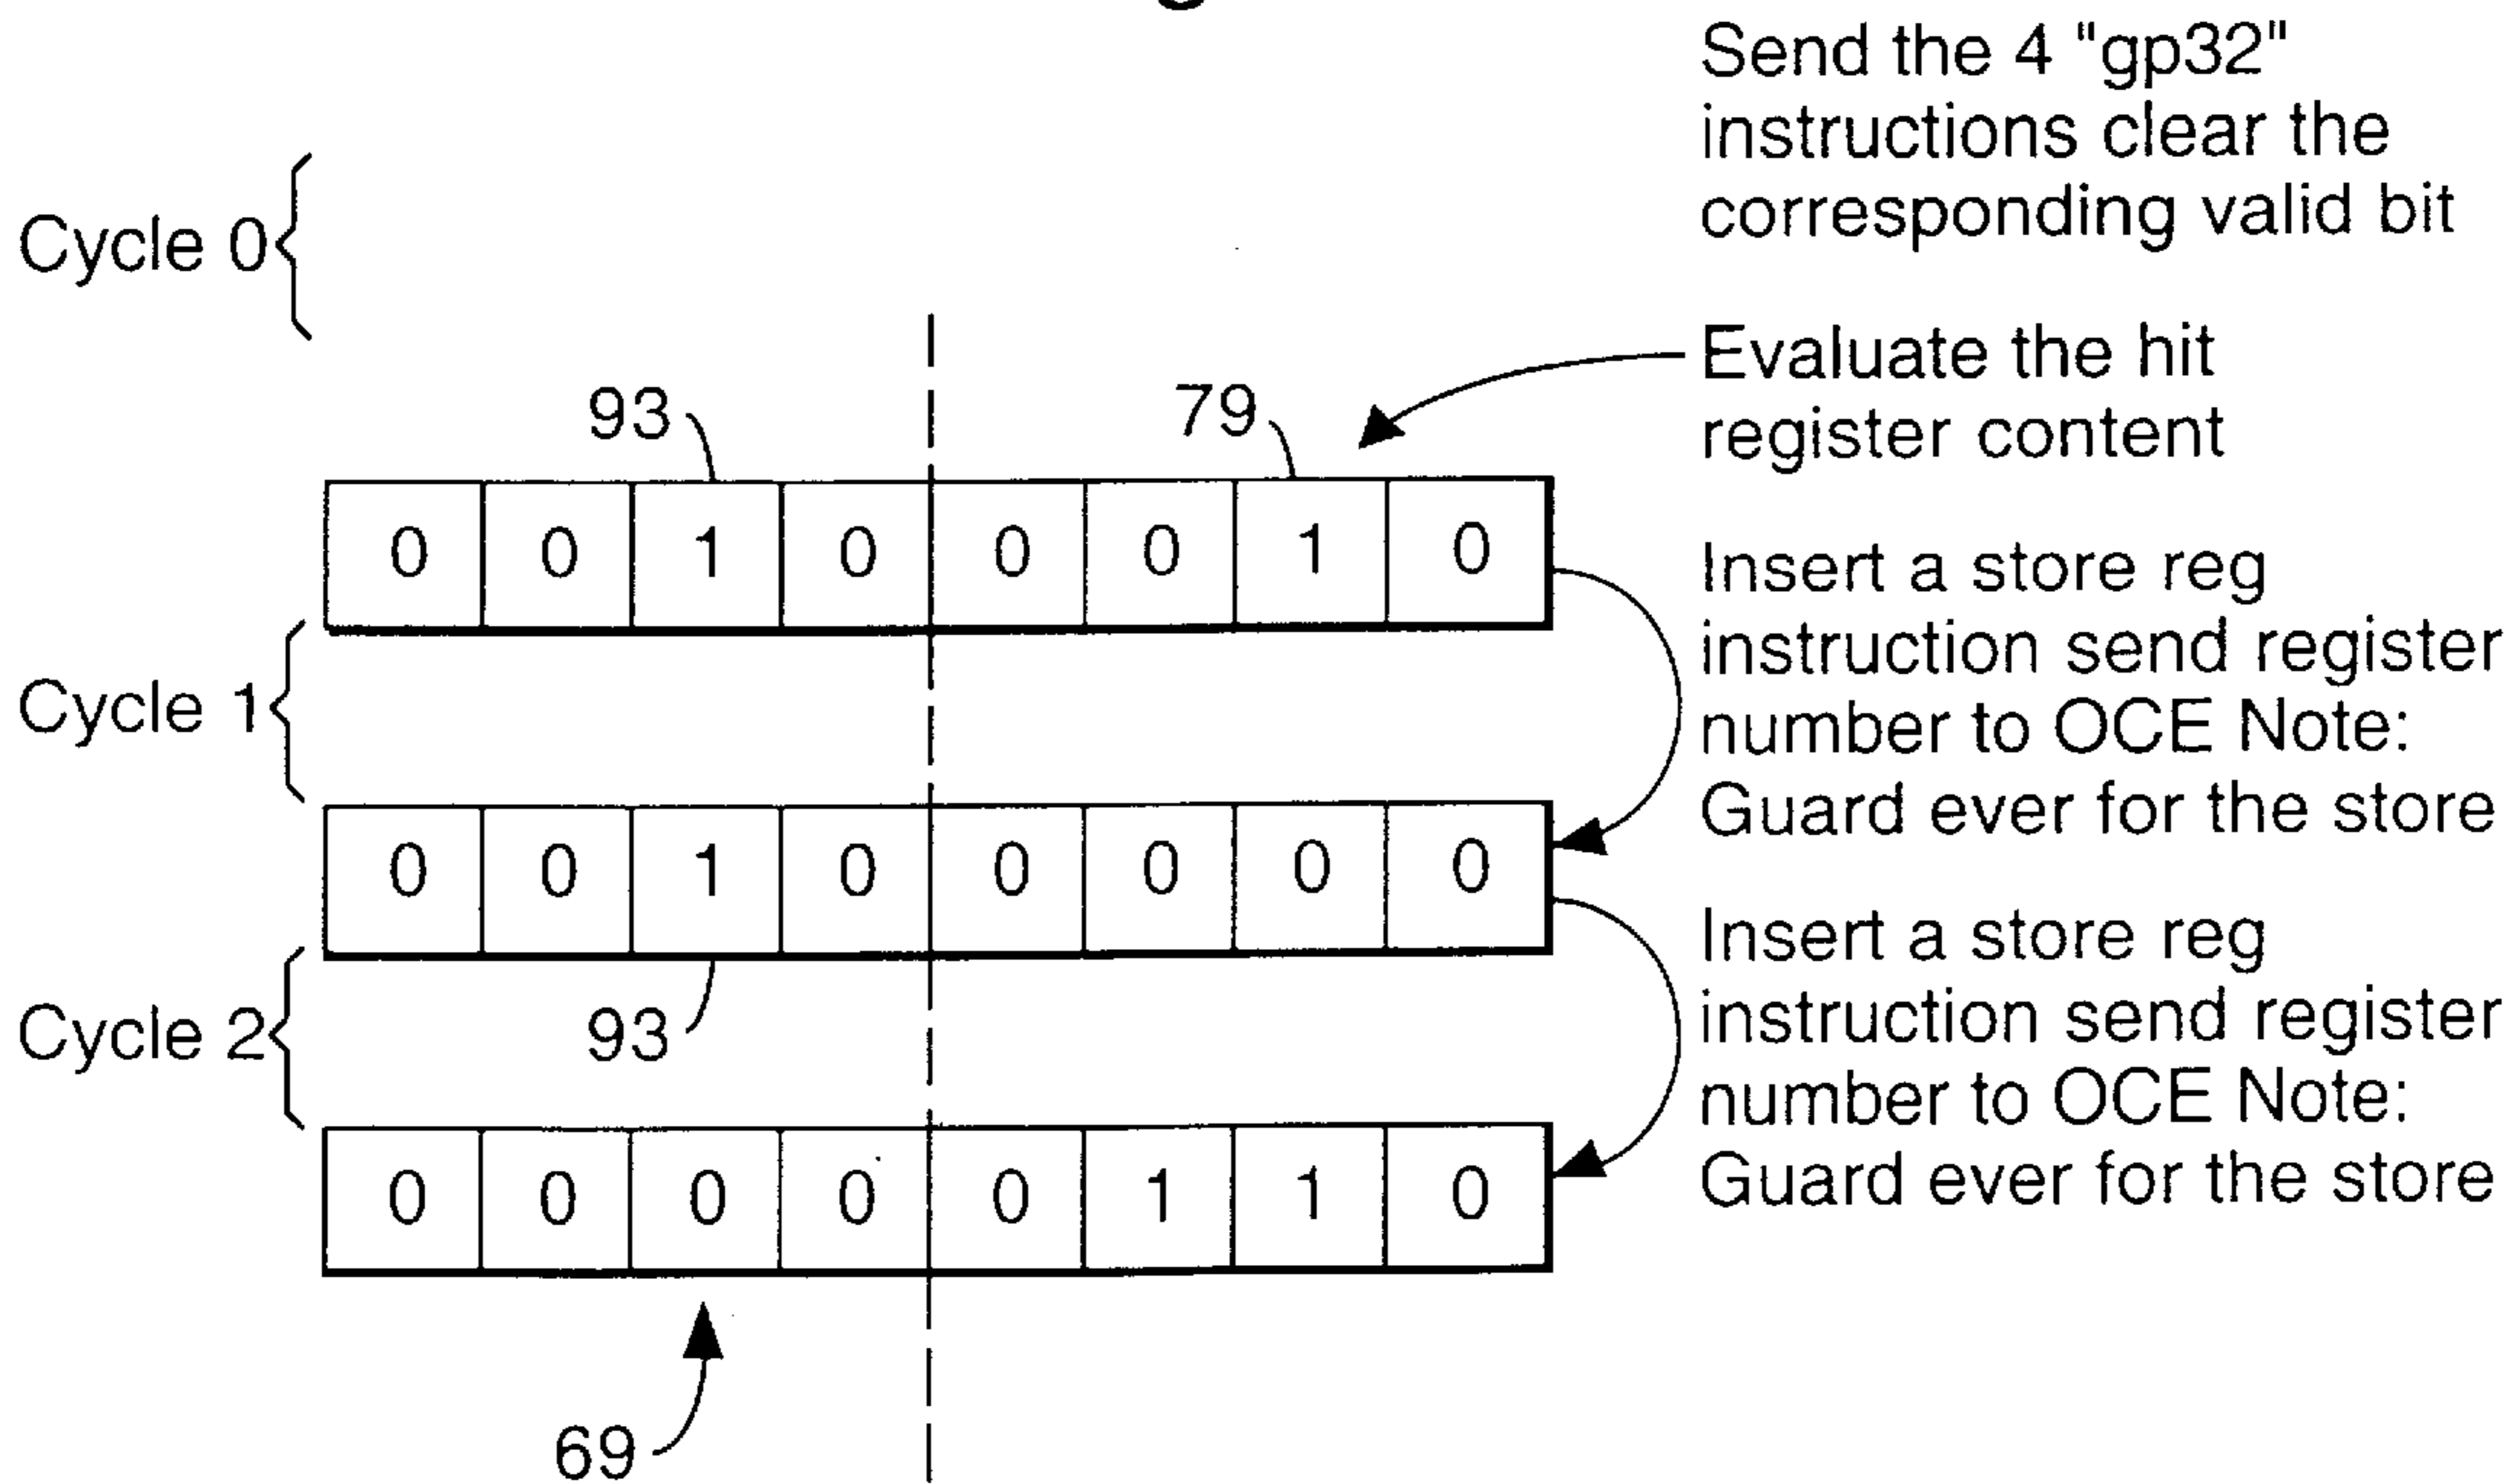 Send the 4 "gp32"
instructions clear the
corresponding valid bit
Cycle 0
Evaluate the hit
register content
93
79
0 0 1 0 0 0 1 0
Insert a store reg
instruction send register
number to OCE Note:
Guard ever for the store
Cycle 1
0 0 1 0 0 0 0 0
93
Insert a store reg
instruction send register
number to OCE Note:
Guard ever for the store
Cycle 2
0 0 0 0 0 1 1 0
69